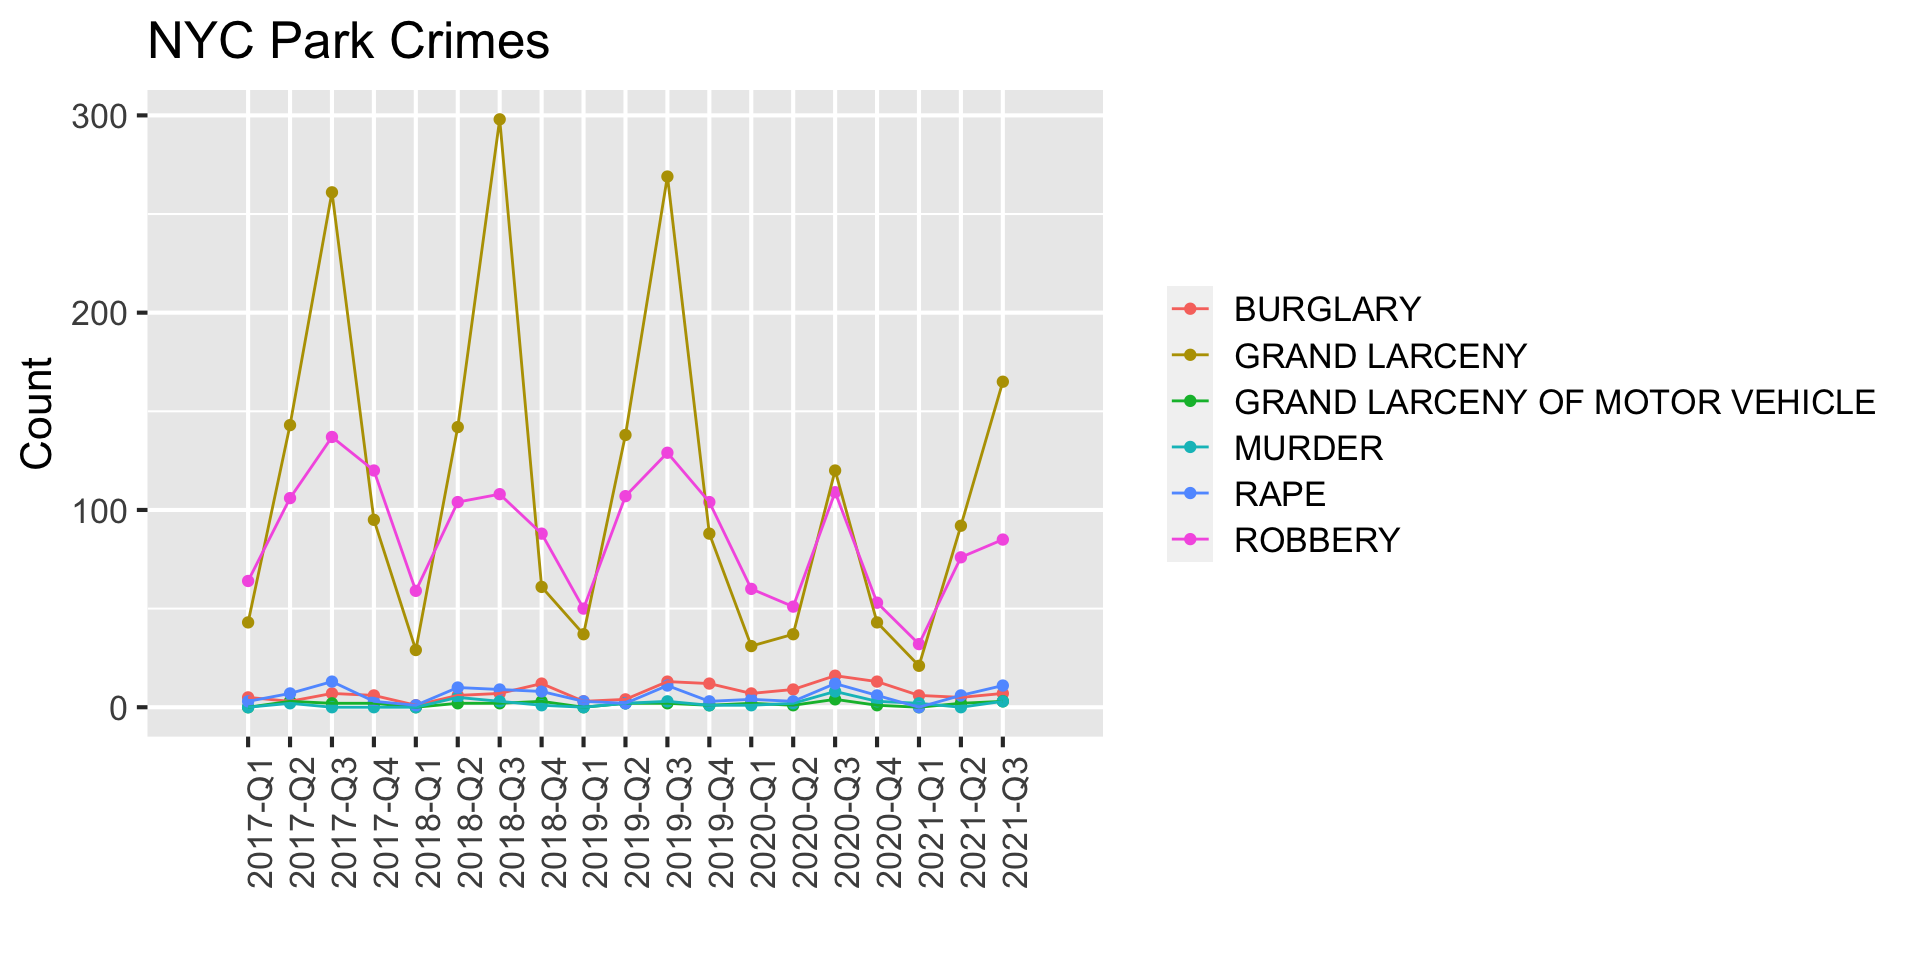 NYC Park Crimes
300
200
100
0
Count
2017-Q1
2017-Q2
2017-Q3
2017-Q4
2018-Q1
2018-Q2
2018-Q3
2018-Q4
2019-Q1
2019-Q2
2019-Q3
2019-Q4
2020-Q1
2020-Q2
2020-Q3
2020-Q4
2021-Q1
2021-Q2
2021-Q3
BURGLARY
GRAND LARCENY
GRAND LARCENY OF MOTOR VEHICLE
MURDER
RAPE
ROBBERY